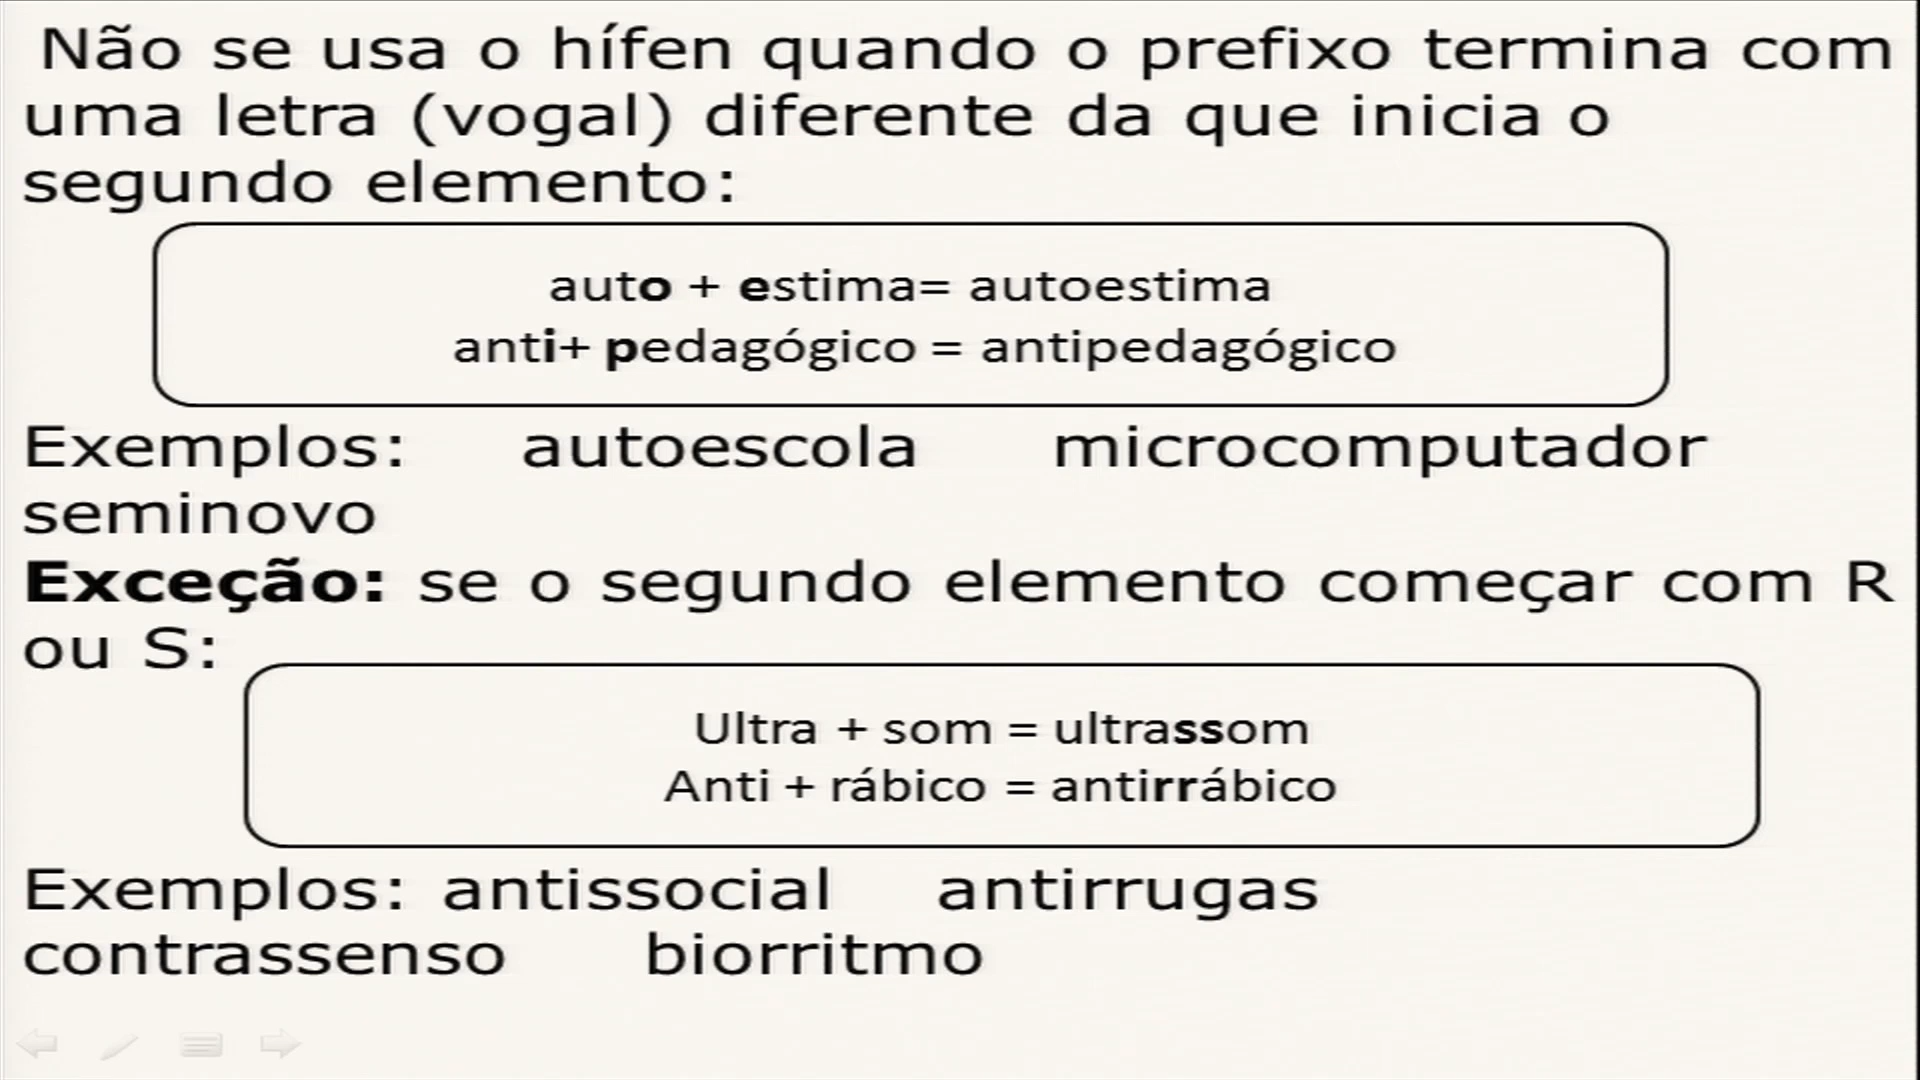 Não se usa o hífen quando o prefixo termina com
uma letra (vogal) diferente da que inicia o
segundo elemento:
auto + estima= autoestima
anti+ pedagógico = antipedagógico
Exemplos: autoescola microcomputador
seminovo
Exceção: se o segundo elemento começar com R
ou S:
Ultra + som = ultrassom
Anti + rábico = antirrábico
Exemplos: antissocial antirrugas
contrassenso biorritmo